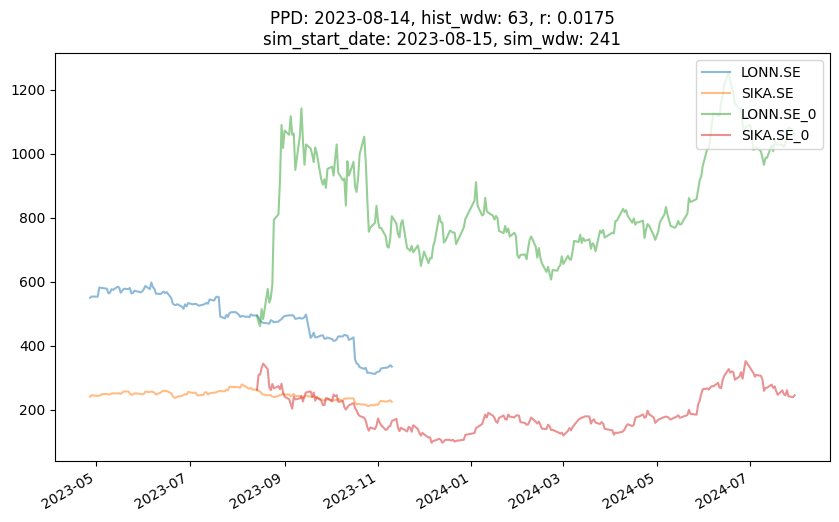 PPD: 2023-08-14, hist_wdw: 63, r: 0.0175
sim_start_date: 2023-08-15, sim_wdw: 241
LONN.SE
SIKA.SE
LONN.SE_0
SIKA.SE_0
1200
1000
800
600
400
200
2023-05
2023-07
2023-09
2023-11
2024-01
2024-03
2024-05
2024-07